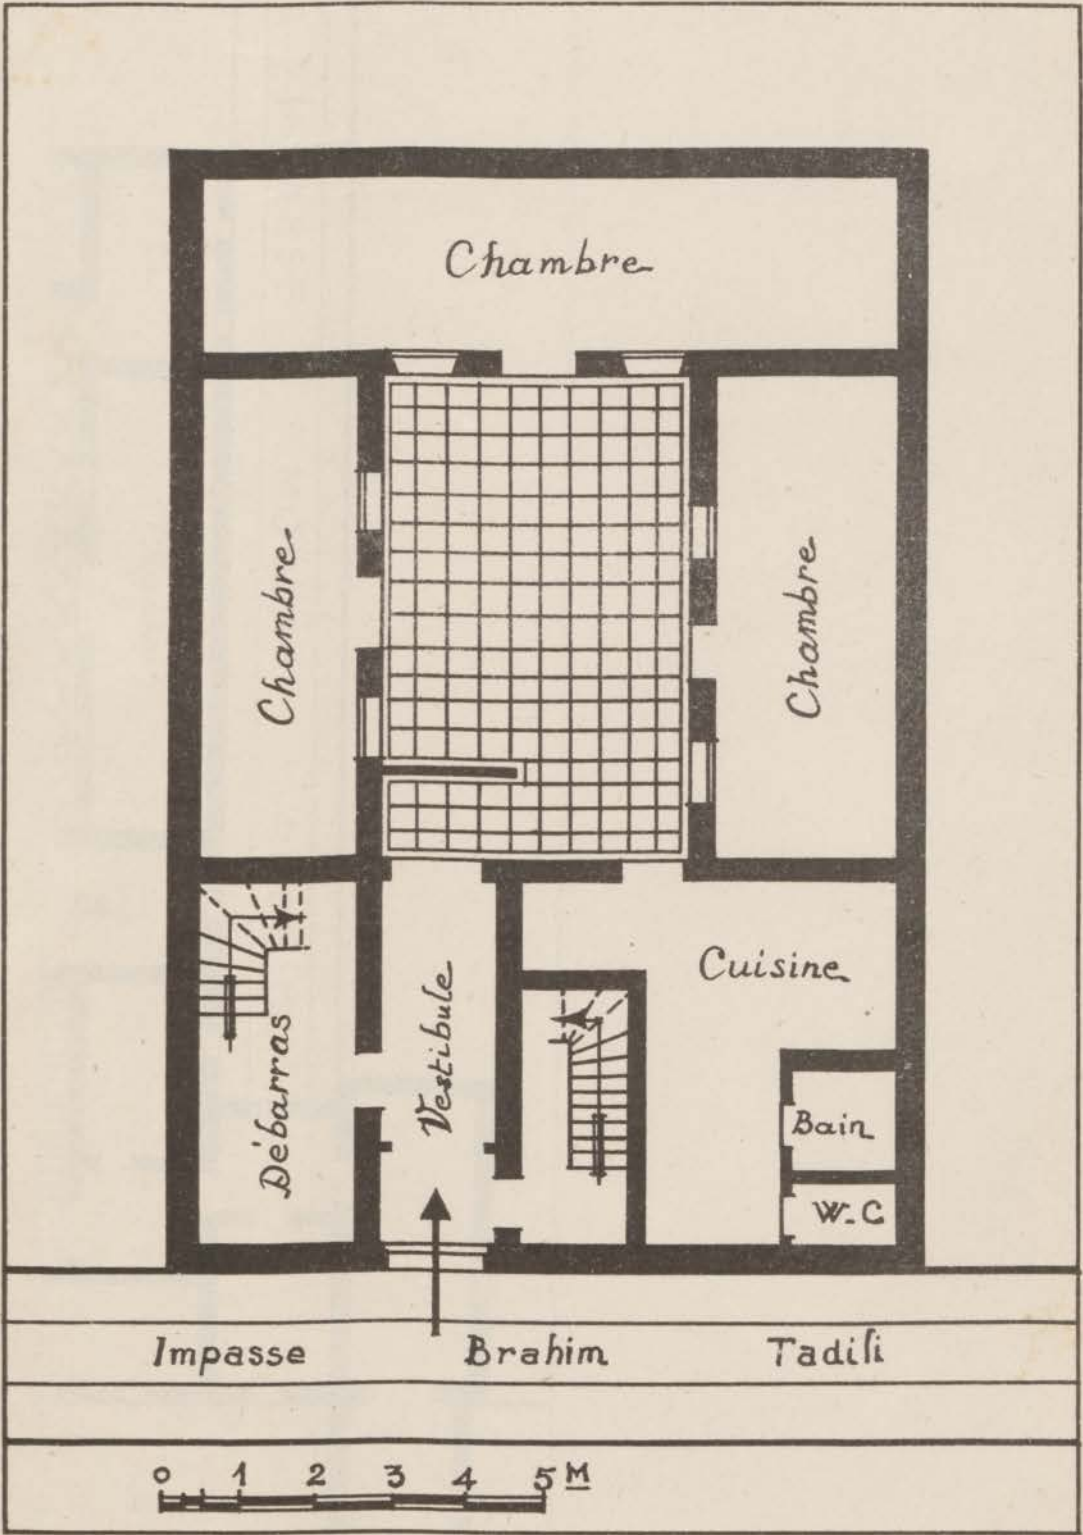 Chambre
Chambre
Chambre
Cuisine
Vestibule
Débarras
Bain
W-C
Impasse Brahim Tadili
0 1 2 3 4 5 M